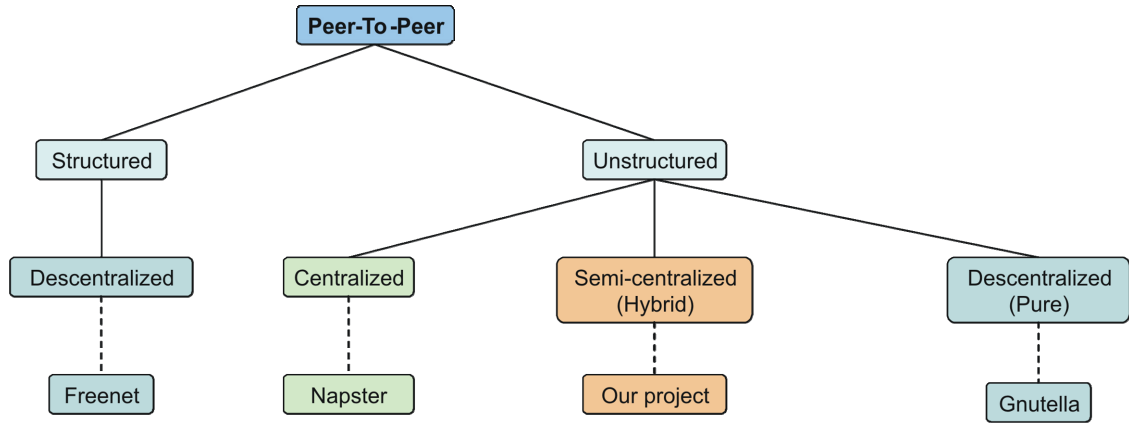 Peer-To-Peer
Structured
Unstructured
Descentralized
Centralized
Semi-centralized
(Hybrid)
Descentralized
(Pure)
Freenet
Napster
Our project
Gnutella